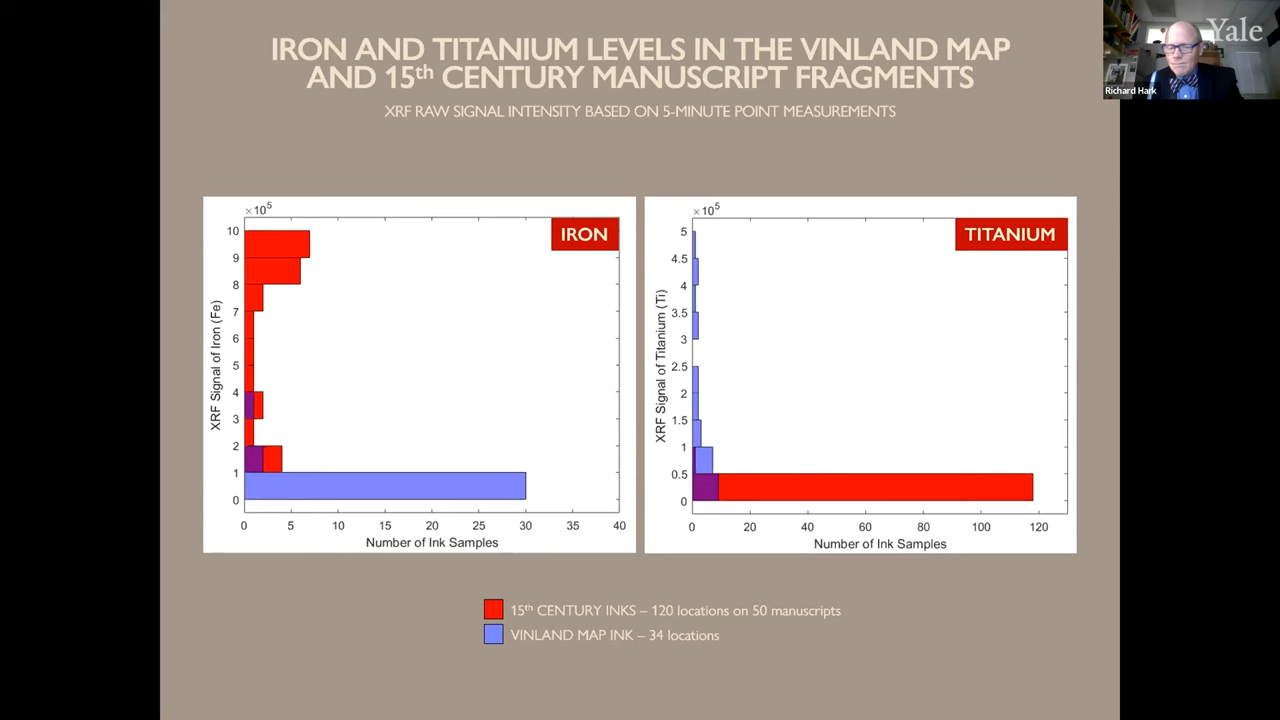 IRON AND TITANIUM LEVELS IN THE VINLAND MAP
AND 15th CENTURY MANUSCRIPT FRAGMENTS
XRF RAW SIGNAL INTENSITY BASED ON 5-MINUTE POINT MEASUREMENTS
Yale
Richard Hark
×10⁵
IRON
XRF Signal of Iron (Fe)
10
9
8
7
6
5
4
3
2
1
0
0 5 10 15 20 25 30 35 40
Number of Ink Samples
×10⁵
TITANIUM
XRF Signal of Titanium (Ti)
5
4.5
4
3.5
3
2.5
2
1.5
1
0.5
0
0 20 40 60 80 100 120
Number of Ink Samples
15th CENTURY INKS – 120 locations on 50 manuscripts
VINLAND MAP INK – 34 locations